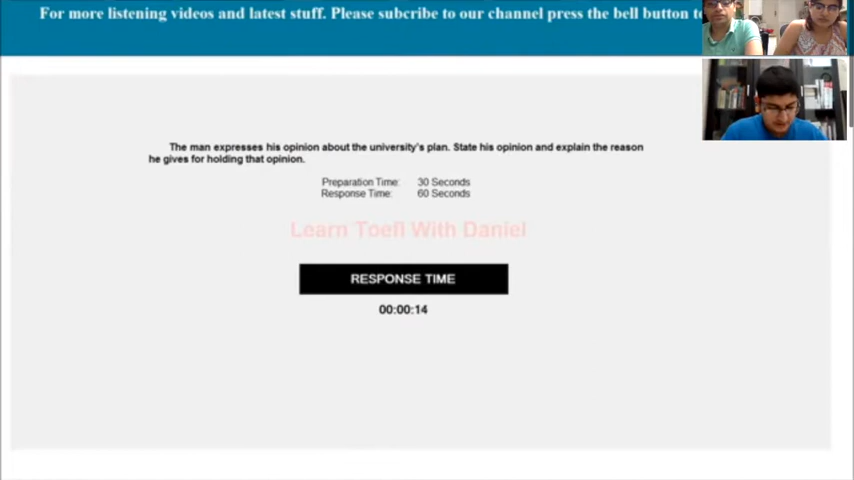 For more listening videos and latest stuff. Please subcribe to our channel press the bell button to
The man expresses his opinion about the university's plan. State his opinion and explain the reason
he gives for holding that opinion.
Preparation Time: 30 Seconds
Response Time: 60 Seconds
Learn Toefl With Daniel
RESPONSE TIME
00:00:14